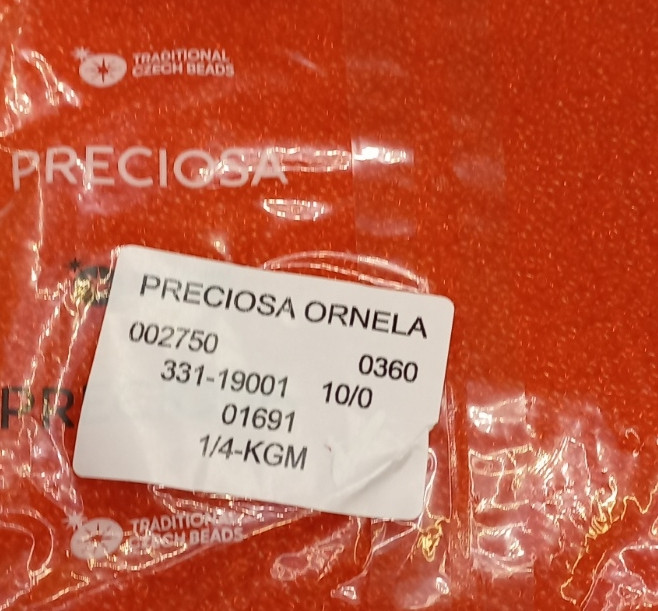 TRADITIONAL
CZECH BEADS
PRECIOSA
PRECIOSA ORNELA
002750
0360
331-19001 10/0
01691
1/4-KGM
PR
TRADITIONAL
CZECH BEADS